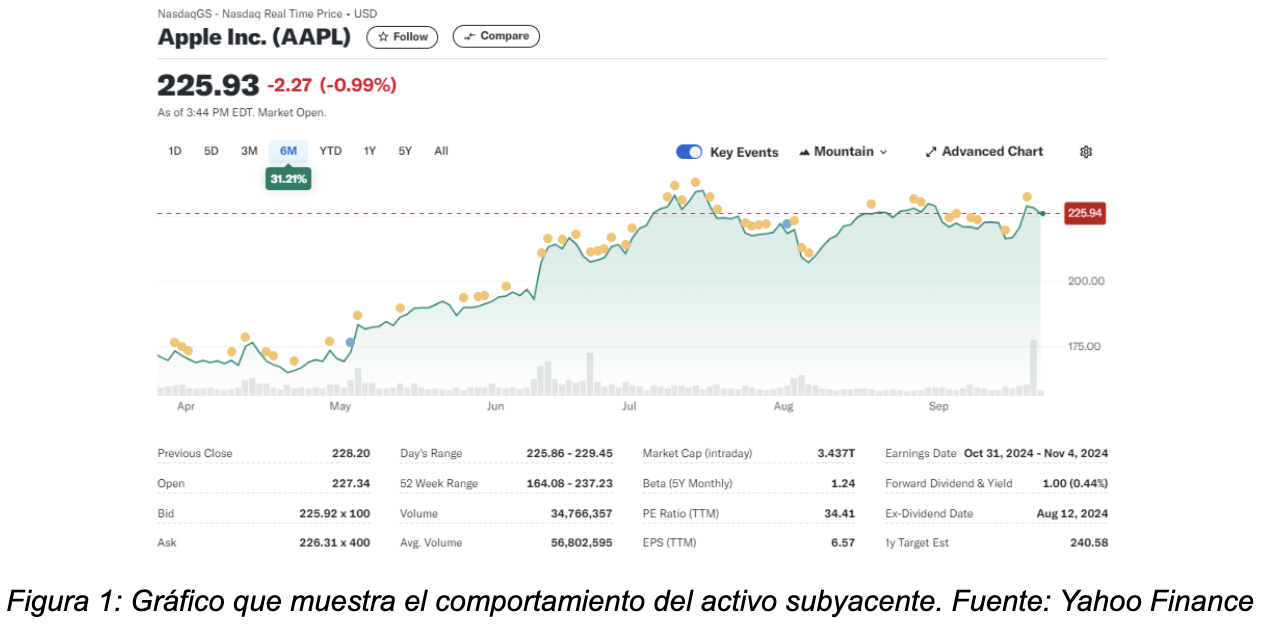 NasdaqGS - Nasdaq Real Time Price • USD
Apple Inc. (AAPL) Follow Compare
225.93 -2.27 (-0.99%)
As of 3:44 PM EDT. Market Open.
1D 5D 3M 6M YTD 1Y 5Y All Key Events Mountain Advanced Chart
31.21%
225.94
200.00
175.00
Apr May Jun Jul Aug Sep
Previous Close 228.20 Day's Range 225.86 - 229.45 Market Cap (intraday) 3.437T Earnings Date Oct 31, 2024 - Nov 4, 2024
Open 227.34 52 Week Range 164.08 - 237.23 Beta (5Y Monthly) 1.24 Forward Dividend & Yield 1.00 (0.44%)
Bid 225.92 x 100 Volume 34,766,357 PE Ratio (TTM) 34.41 Ex-Dividend Date Aug 12, 2024
Ask 226.31 x 400 Avg. Volume 56,802,595 EPS (TTM) 6.57 1y Target Est 240.58
Figura 1: Gráfico que muestra el comportamiento del activo subyacente. Fuente: Yahoo Finance